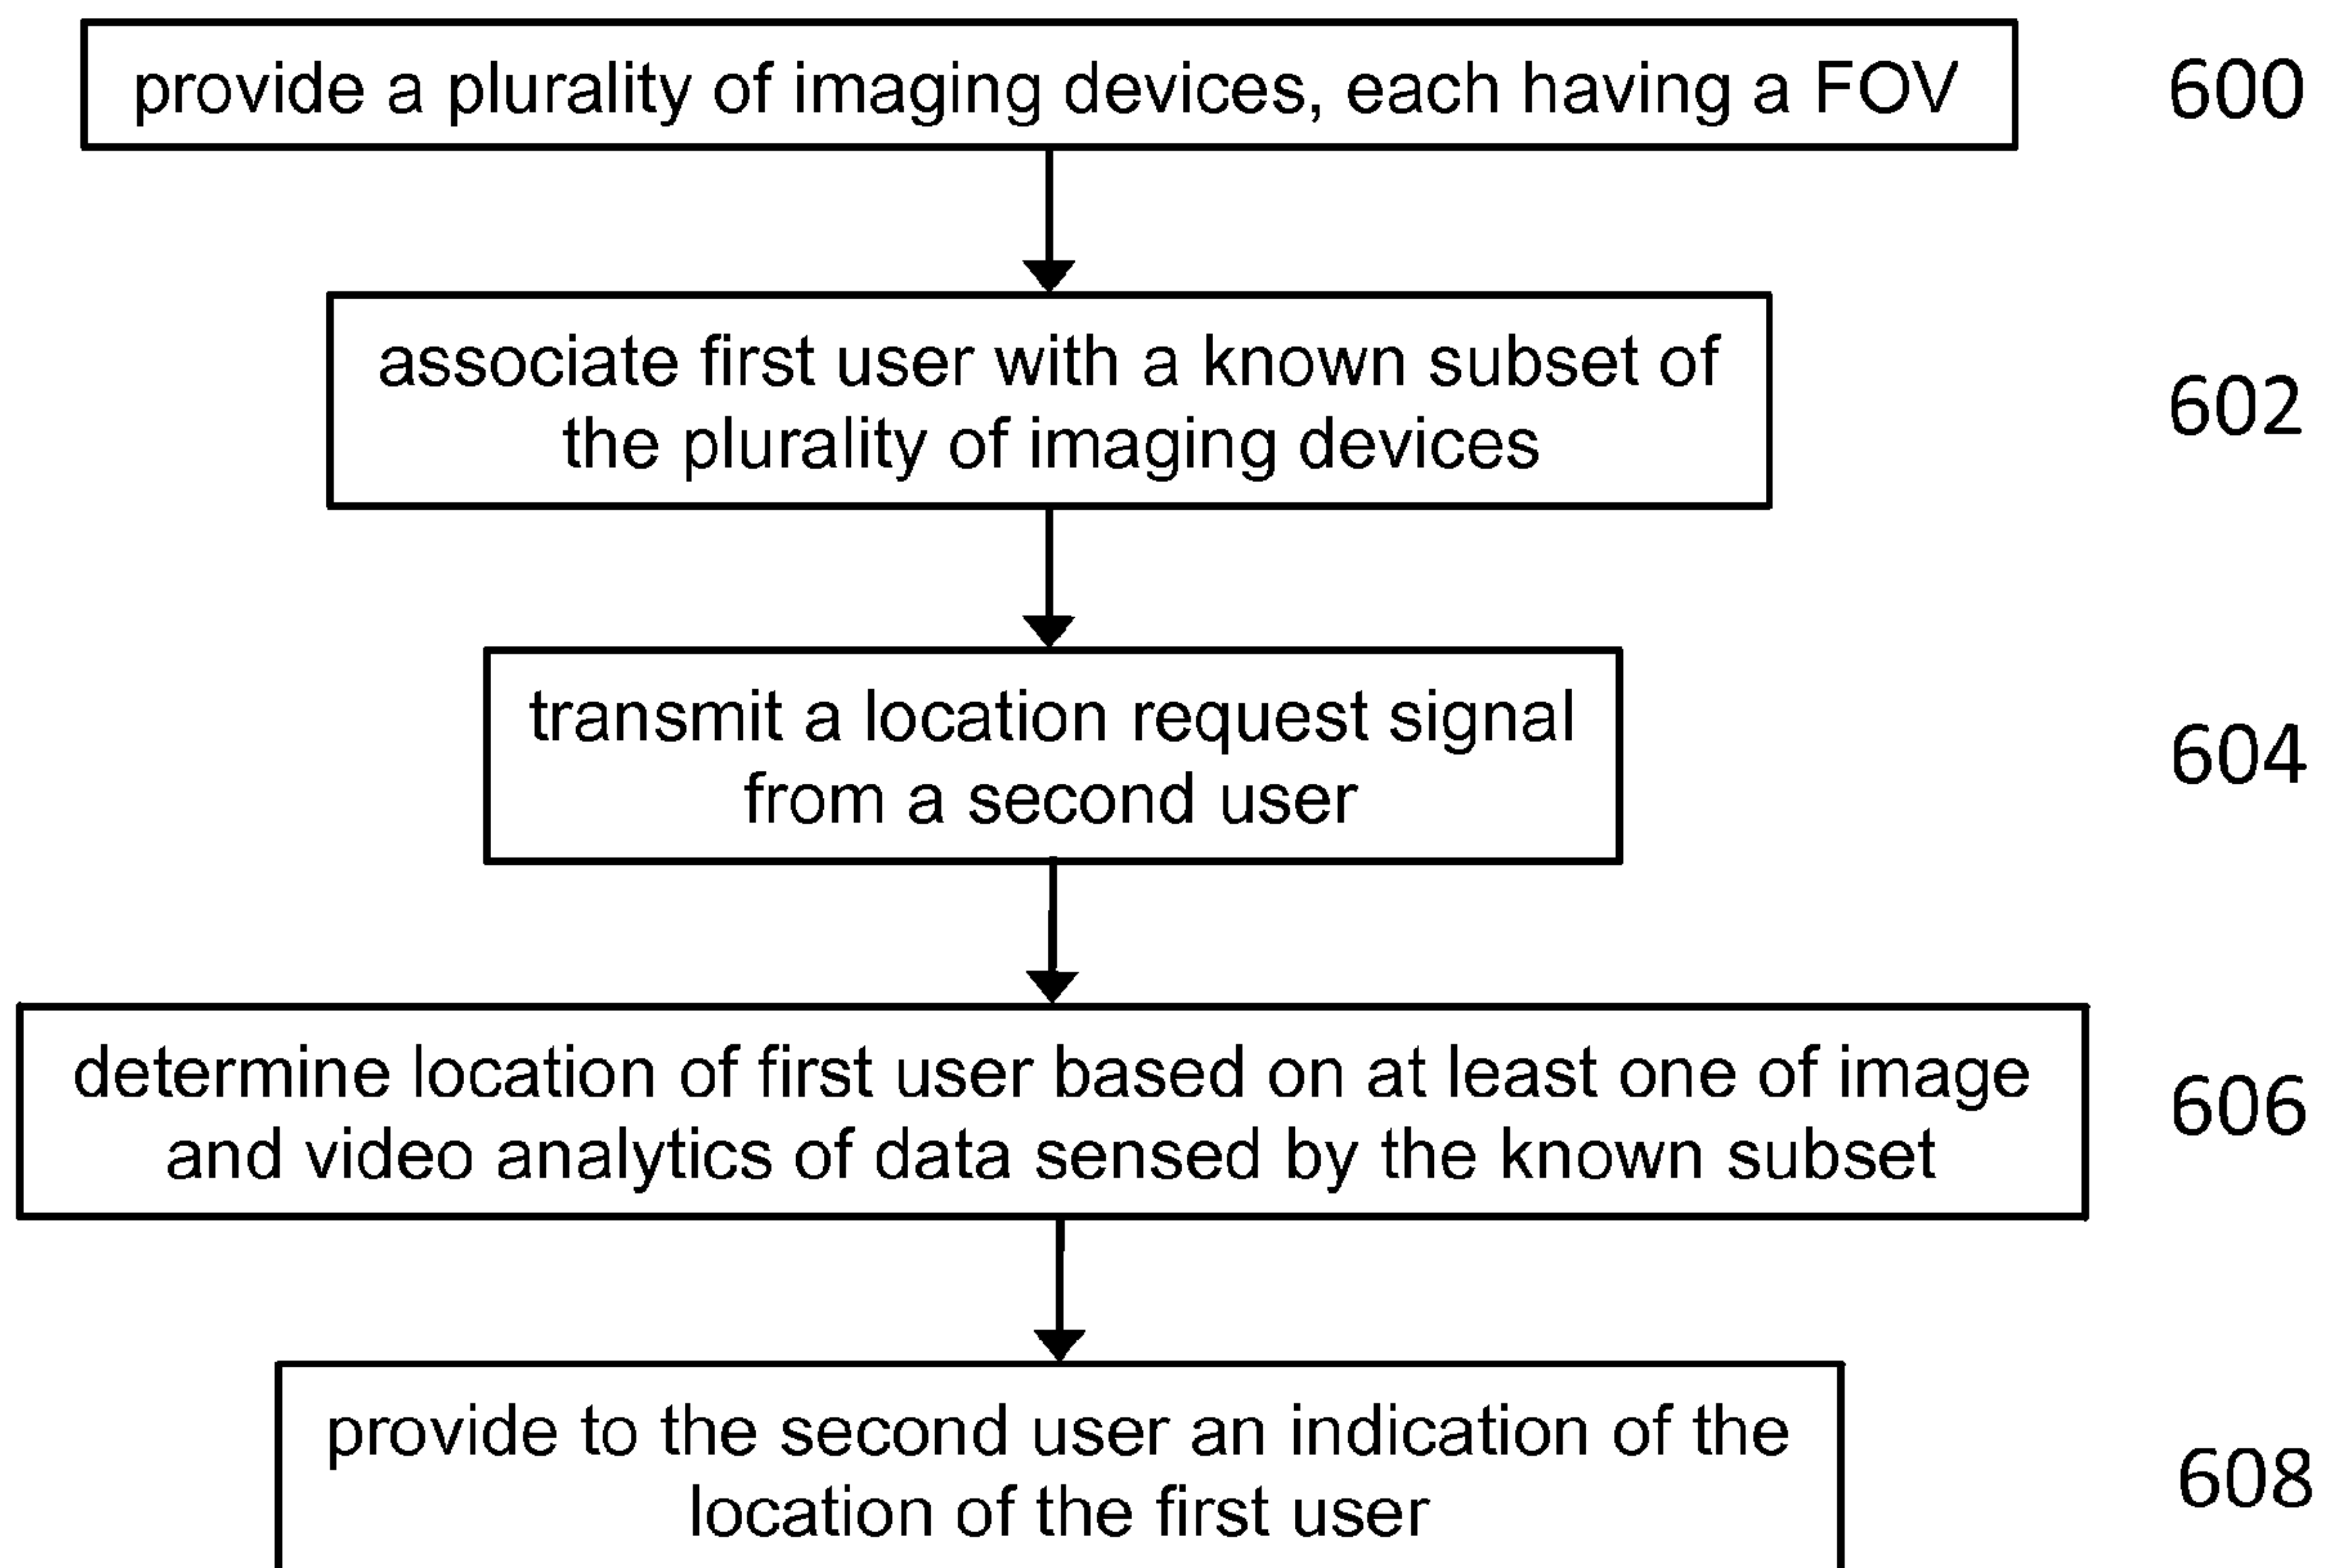 provide a plurality of imaging devices, each having a FOV
600
associate first user with a known subset of
the plurality of imaging devices
602
transmit a location request signal
from a second user
604
determine location of first user based on at least one of image
and video analytics of data sensed by the known subset
606
provide to the second user an indication of the
location of the first user
608